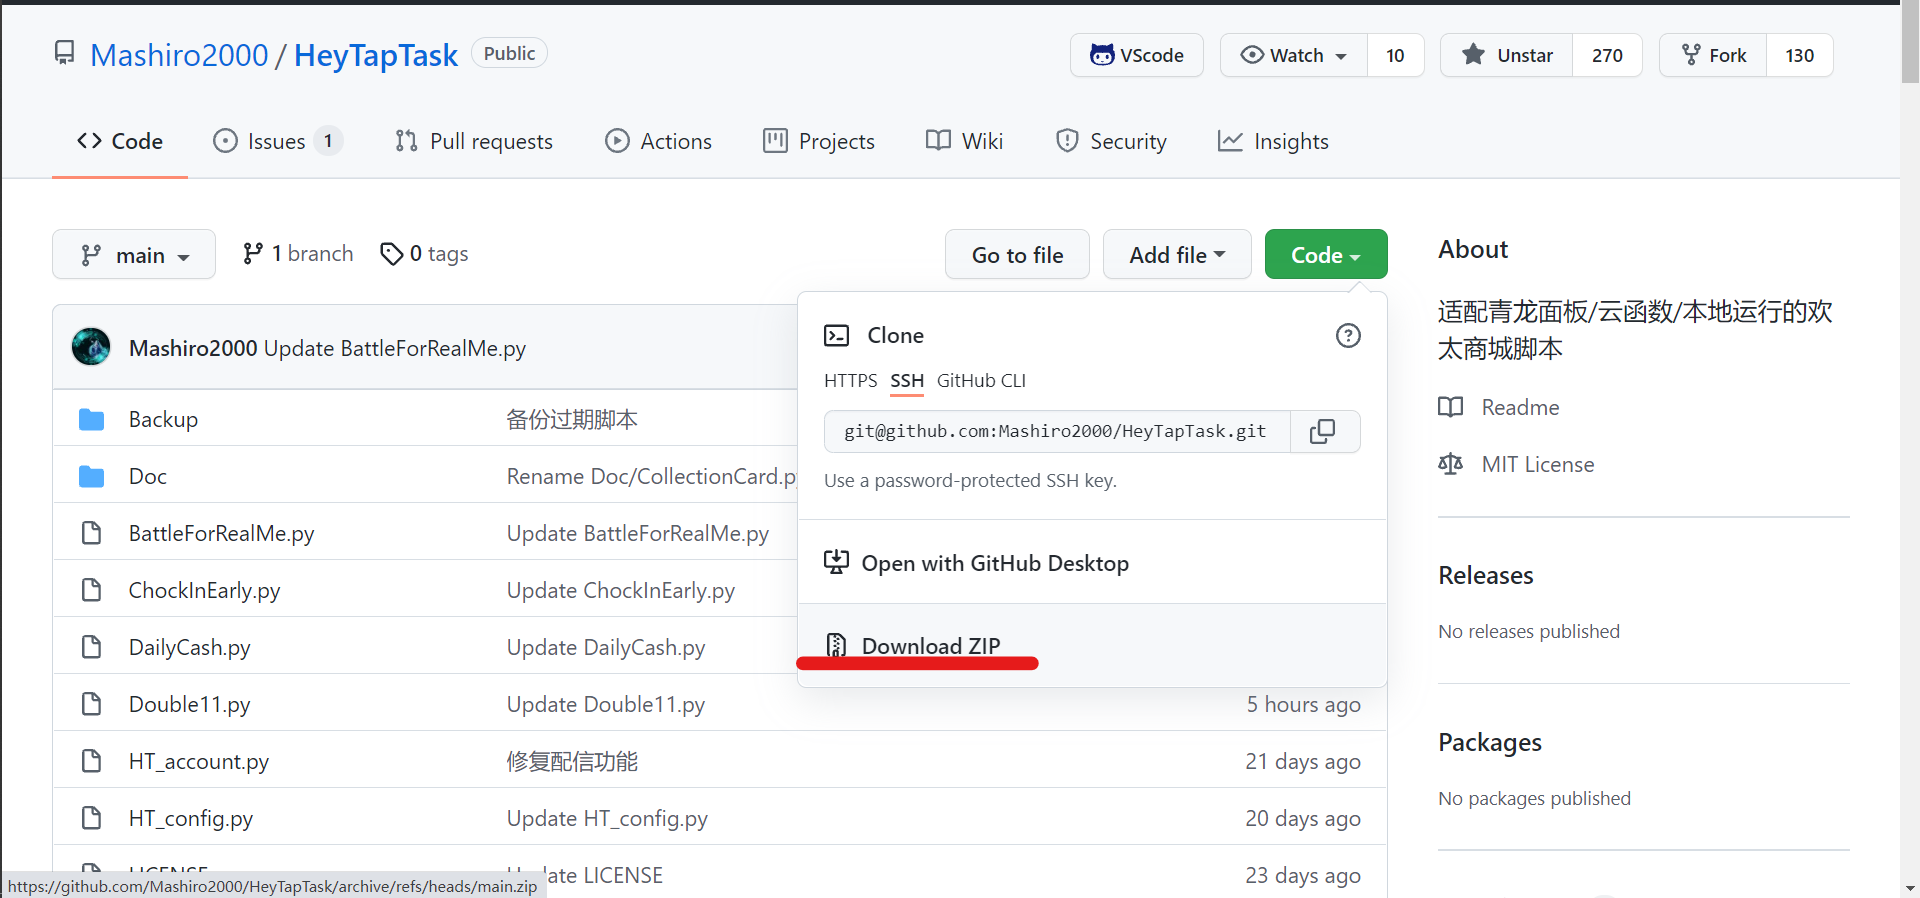 Mashiro2000 / HeyTapTask Public
VScode
Watch 10
Unstar 270
Fork 130
Code
Issues 1
Pull requests
Actions
Projects
Wiki
Security
Insights
main
1 branch
0 tags
Go to file
Add file
Code
Mashiro2000 Update BattleForRealMe.py
Backup 备份过期脚本
Doc Rename Doc/CollectionCard.py
BattleForRealMe.py Update BattleForRealMe.py
ChockInEarly.py Update ChockInEarly.py
DailyCash.py Update DailyCash.py
Double11.py Update Double11.py 5 hours ago
HT_account.py 修复配信功能 21 days ago
HT_config.py Update HT_config.py 20 days ago
LICENSE Update LICENSE 23 days ago
Clone
HTTPS SSH GitHub CLI
git@github.com:Mashiro2000/HeyTapTask.git
Use a password-protected SSH key.
Open with GitHub Desktop
Download ZIP
About
适配青龙面板/云函数/本地运行的欢
太商城脚本
Readme
MIT License
Releases
No releases published
Packages
No packages published
https://github.com/Mashiro2000/HeyTapTask/archive/refs/heads/main.zip